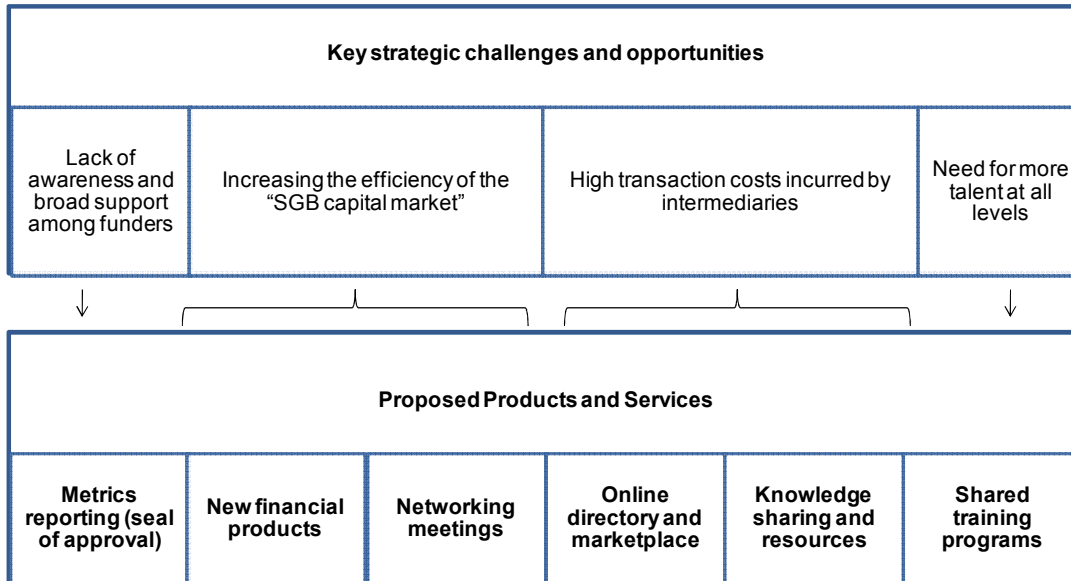 Key strategic challenges and opportunities
Lack of
awareness and
broad support
among funders
Increasing the efficiency of the
“SGB capital market”
High transaction costs incurred by
intermediaries
Need for more
talent at all
levels
Proposed Products and Services
Metrics
reporting (seal
of approval)
New financial
products
Networking
meetings
Online
directory and
marketplace
Knowledge
sharing and
resources
Shared
training
programs